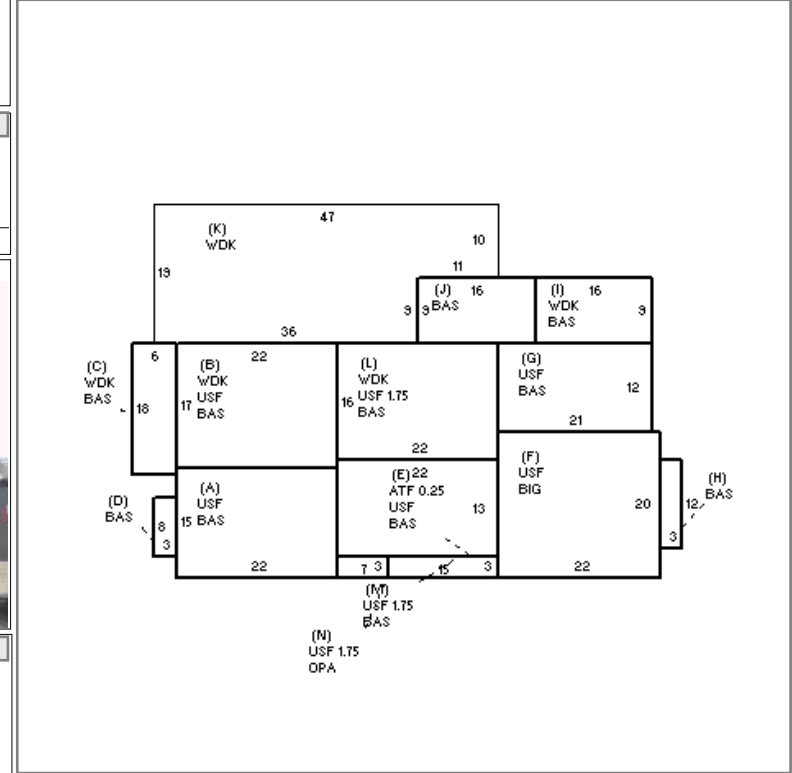 47
(K)
WDK
10
19
11
(J) 16
BAS
9 9
(I) 16
WDK
BAS
9
36
(C)
WDK
BAS
6
18
(B)
22
WDK
17 USF
BAS
(L)
WDK
16 USF 1.75
BAS
22
(G)
USF
BAS
12
21
(A)
USF
15 BAS
22
(D)
BAS
8
3
(E) 22
ATF 0.25
USF
BAS
13
(F)
USF
BIG
20
22
(H)
BAS
12
3
7 3
15 3
(M)
USF 1.75
BAS
(N)
USF 1.75
OPA